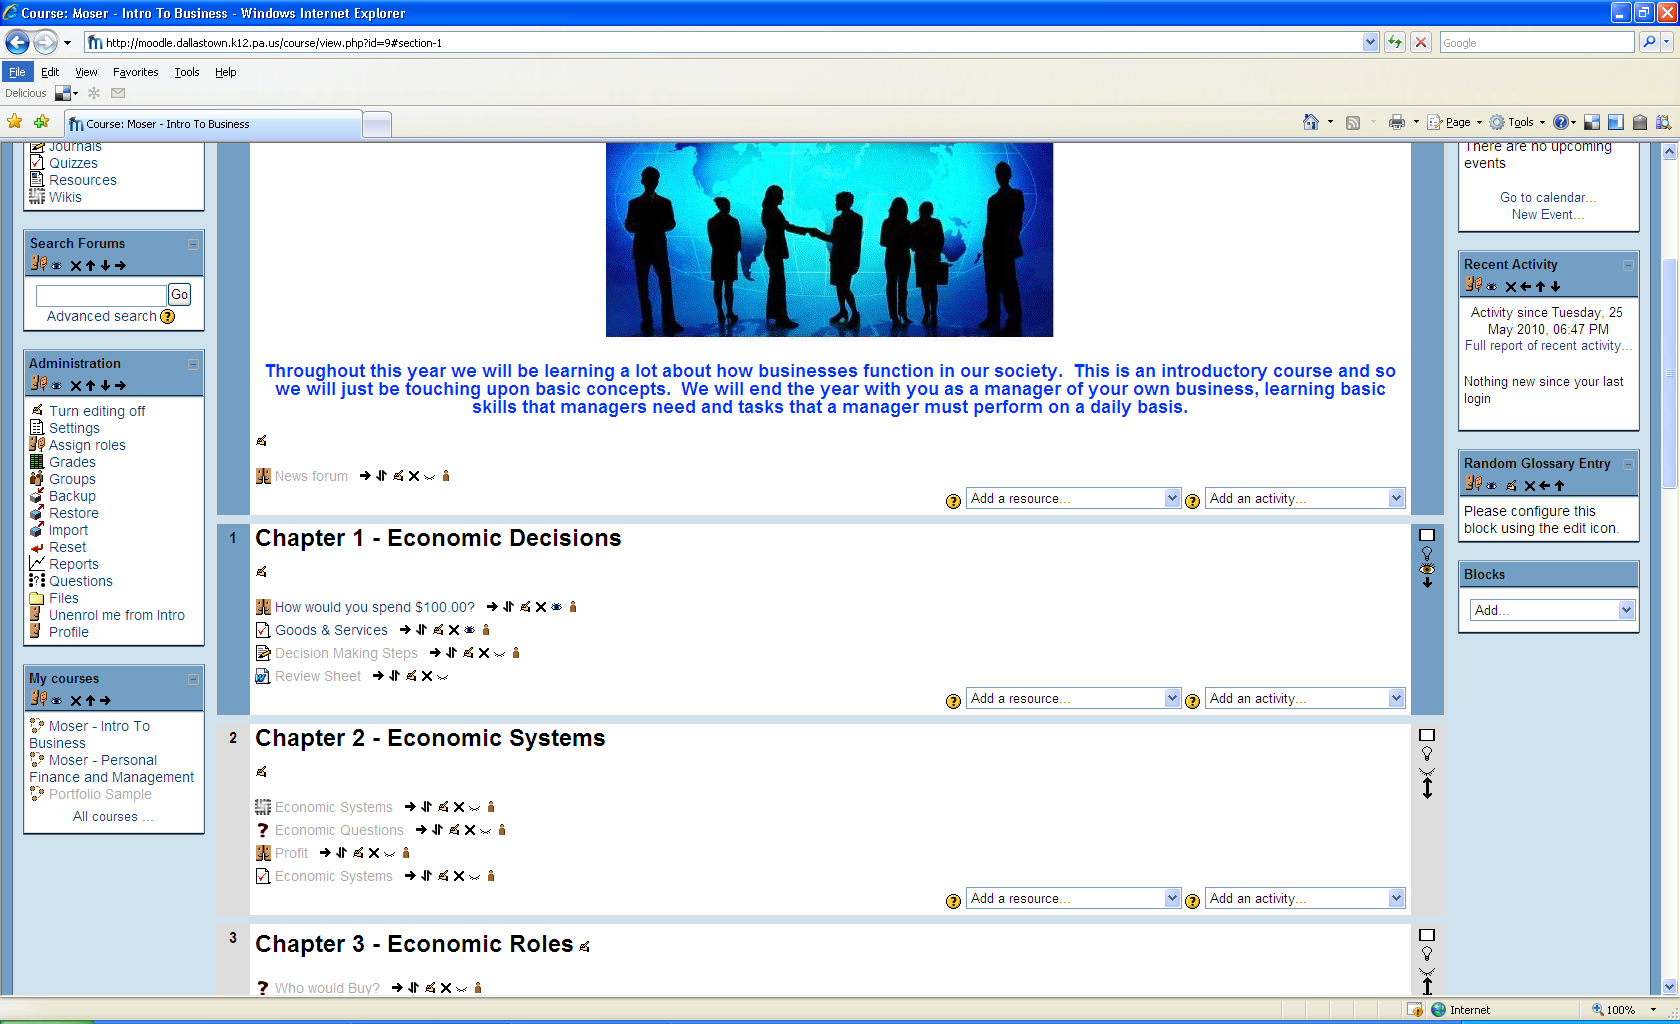 Course: Moser - Intro To Business - Windows Internet Explorer
http://moodle.dallastown.k12.pa.us/course/view.php?id=9#section-1
Google
File Edit View Favorites Tools Help
Delicious
Course: Moser - Intro To Business
Page Tools
Journals
Quizzes
Resources
Wikis
Search Forums
Go
Advanced search
Administration
Turn editing off
Settings
Assign roles
Grades
Groups
Backup
Restore
Import
Reset
Reports
Questions
Files
Unenrol me from Intro
Profile
My courses
Moser - Intro To
Business
Moser - Personal
Finance and Management
Portfolio Sample
All courses ...
Throughout this year we will be learning a lot about how businesses function in our society.  This is an introductory course and so
we will just be touching upon basic concepts.  We will end the year with you as a manager of your own business, learning basic
skills that managers need and tasks that a manager must perform on a daily basis.
News forum
Add a resource... Add an activity...
1 Chapter 1 - Economic Decisions
How would you spend $100.00?
Goods & Services
Decision Making Steps
Review Sheet
Add a resource... Add an activity...
2 Chapter 2 - Economic Systems
Economic Systems
Economic Questions
Profit
Economic Systems
Add a resource... Add an activity...
3 Chapter 3 - Economic Roles
Who would Buy?
There are no upcoming
events
Go to calendar...
New Event...
Recent Activity
Activity since Tuesday, 25
May 2010, 06:47 PM
Full report of recent activity...
Nothing new since your last
login
Random Glossary Entry
Please configure this
block using the edit icon.
Blocks
Add...
Internet
100%